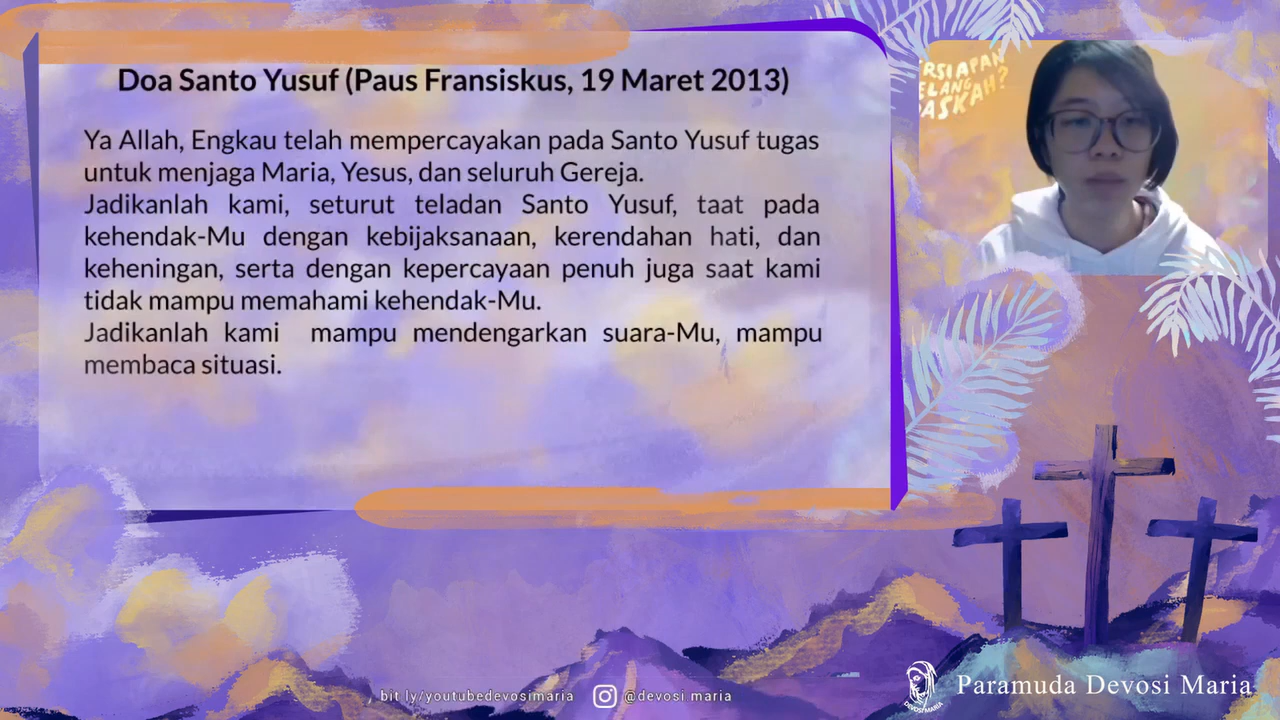 Doa Santo Yusuf (Paus Fransiskus, 19 Maret 2013)
Ya Allah, Engkau telah mempercayakan pada Santo Yusuf tugas
untuk menjaga Maria, Yesus, dan seluruh Gereja.
Jadikanlah kami, seturut teladan Santo Yusuf, taat pada
kehendak-Mu dengan kebijaksanaan, kerendahan hati, dan
keheningan, serta dengan kepercayaan penuh juga saat kami
tidak mampu memahami kehendak-Mu.
Jadikanlah kami mampu mendengarkan suara-Mu, mampu
membaca situasi.
bit ly/youtubedevosimaria
@devosi maria
DEVOSI MARIA
Paramuda Devosi Maria